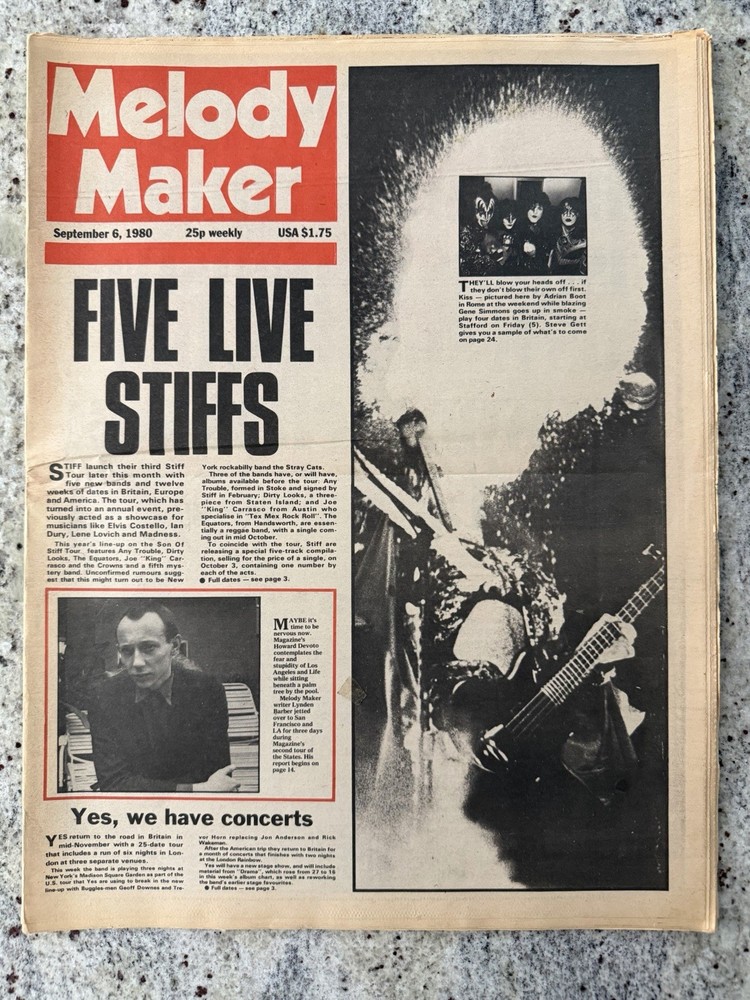 Melody
Maker
September 6, 1980 25p weekly USA $1.75
FIVE LIVE
STIFFS
STIFF launch their third Stiff
Tour later this month with
five new bands and twelve
weeks of dates in Britain, Europe
and America. The tour, which has
turned into an annual event, pre-
viously acted as a showcase for
musicians like Elvis Costello, Ian
Dury, Lene Lovich and Madness.
This year's line-up on the Son Of
Stiff Tour features Any Trouble, Dirty
Looks, The Equators, Joe "King" Car-
rasco and the Crowns and a fifth mys-
tery band. Unconfirmed rumours sugg-
est that this might turn out to be New
York rockabilly band the Stray Cats.
Three of the bands have, or will have,
albums available before the tour: Any
Trouble, formed in Stoke and signed by
Stiff in February; Dirty Looks, a three-
piece from Staten Island; and Joe
"King" Carrasco from Austin who
specialise in "Tex Mex Rock Roll". The
Equators, from Handsworth, are essen-
tially a reggae band, with a single com-
ing out in mid October.
To coincide with the tour, Stiff are
releasing a special five-track compila-
tion, selling for the price of a single, on
October 3, containing one number by
each of the acts.
● Full dates — see page 3.
MAYBE it's
time to be
nervous now.
Magazine's
Howard Devoto
contemplates the
fear and
stupidity of Los
Angeles and Life
while sitting
beneath a palm
tree by the pool.
Melody Maker
writer Lynden
Barber jetted
over to San
Francisco and
LA for three days
during
Magazine's
second tour of
the States. His
report begins on
page 14.
Yes, we have concerts
YES return to the road in Britain in
mid-November with a 25-date tour
that includes a run of six nights in Lon-
don at three separate venues.
This week the band is playing three nights at
New York's Madison Square Garden as part of the
U.S. tour that Yes are using to break in the new
line-up with Buggles-men Geoff Downes and Tre-
vor Horn replacing Jon Anderson and Rick
Wakeman.
After the American trip they return to Britain for
a month of concerts that finishes with two nights
at the London Rainbow.
Yes will have a new stage show, and will include
material from "Drama", which rose from 27 to 16
in this week's album chart, as well as reworking
the band's earlier stage favourites.
● Full dates — see page 3.
THEY'LL blow your heads off . . . if
they don't blow their own off first.
Kiss — pictured here by Adrian Boot
in Rome at the weekend while blazing
Gene Simmons goes up in smoke —
play four dates in Britain, starting at
Stafford on Friday (5). Steve Gett
gives you a sample of what's to come
on page 24.